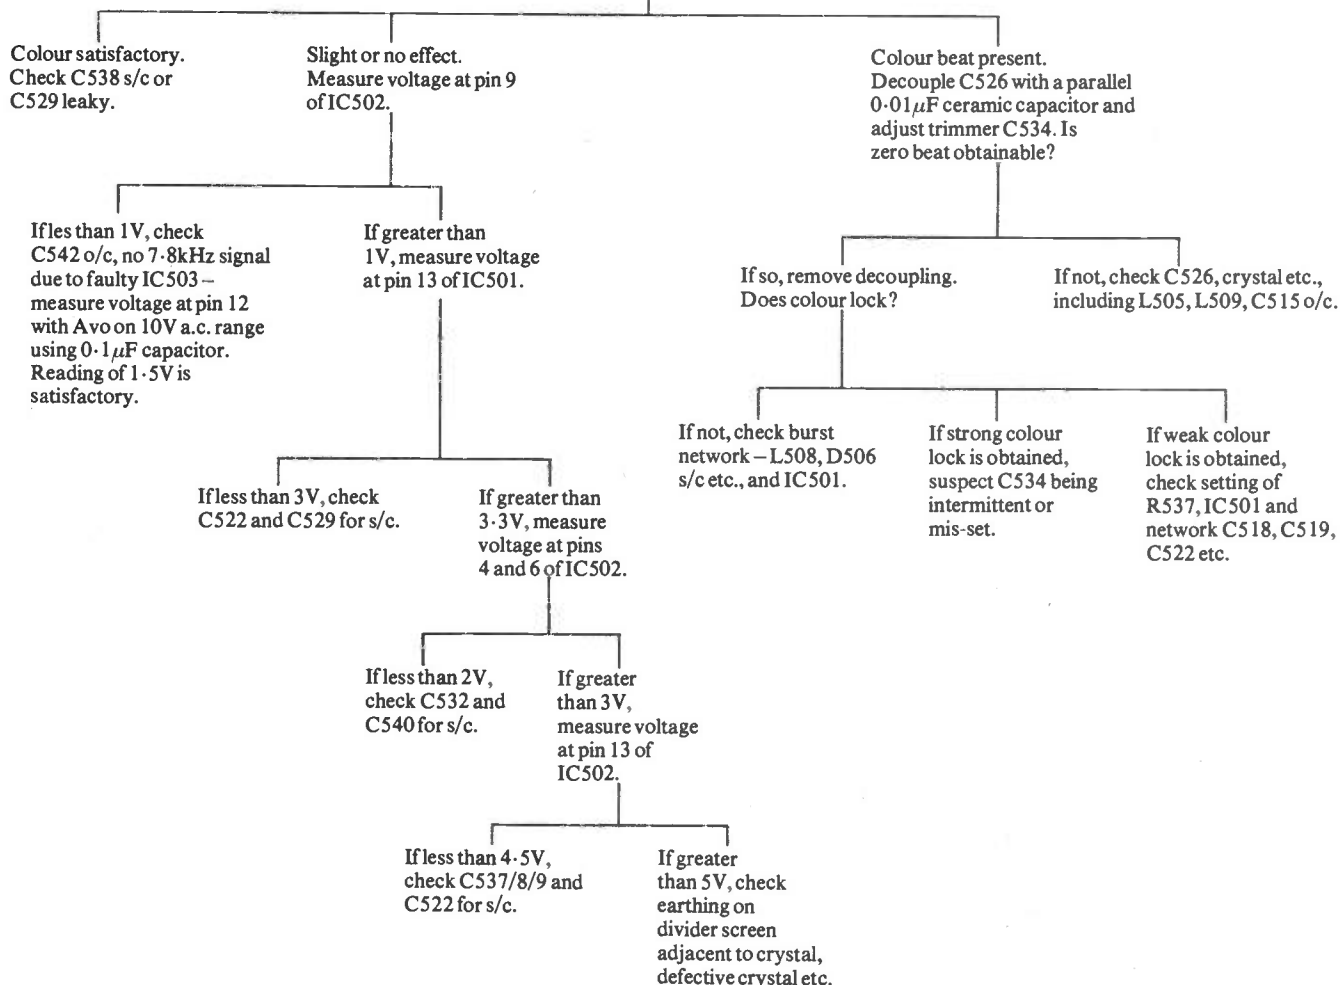 Colour satisfactory.
Check C538 s/c or
C529 leaky.
Slight or no effect.
Measure voltage at pin 9
of IC502.
Colour beat present.
Decouple C526 with a parallel
0·01μF ceramic capacitor and
adjust trimmer C534. Is
zero beat obtainable?
If less than 1V, check
C542 o/c, no 7·8kHz signal
due to faulty IC503 –
measure voltage at pin 12
with Avo on 10V a.c. range
using 0·1μF capacitor.
Reading of 1·5V is
satisfactory.
If greater than
1V, measure voltage
at pin 13 of IC501.
If so, remove decoupling.
Does colour lock?
If not, check C526, crystal etc.,
including L505, L509, C515 o/c.
If not, check burst
network – L508, D506
s/c etc., and IC501.
If strong colour
lock is obtained,
suspect C534 being
intermittent or
mis-set.
If weak colour
lock is obtained,
check setting of
R537, IC501 and
network C518, C519,
C522 etc.
If less than 3V, check
C522 and C529 for s/c.
If greater than
3·3V, measure
voltage at pins
4 and 6 of IC502.
If less than 2V,
check C532 and
C540 for s/c.
If greater
than 3V,
measure voltage
at pin 13 of
IC502.
If less than 4·5V,
check C537/8/9 and
C522 for s/c.
If greater
than 5V, check
earthing on
divider screen
adjacent to crystal,
defective crystal etc.